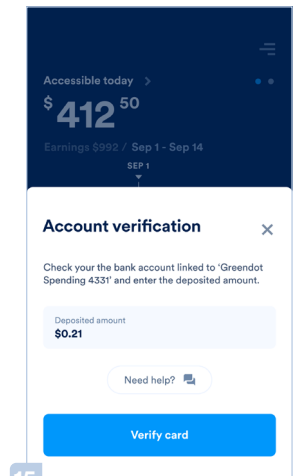 Accessible today
$412 50
Earnings $992 / Sep 1 - Sep 14
SEP 1
Account verification
Check your the bank account linked to 'Greendot
Spending 4331' and enter the deposited amount.
Deposited amount
$0.21
Need help?
Verify card
15